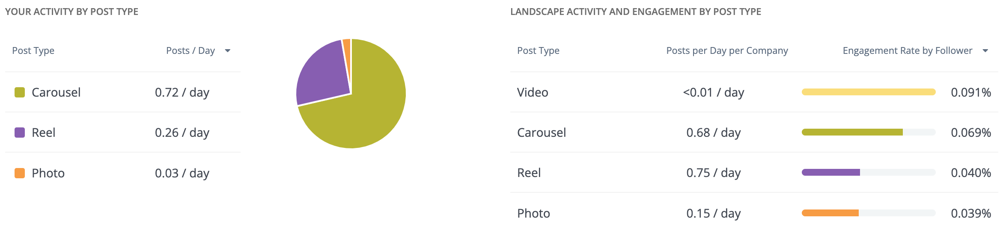 YOUR ACTIVITY BY POST TYPE
Post Type Posts / Day
Carousel 0.72 / day
Reel 0.26 / day
Photo 0.03 / day
LANDSCAPE ACTIVITY AND ENGAGEMENT BY POST TYPE
Post Type Posts per Day per Company Engagement Rate by Follower
Video <0.01 / day 0.091%
Carousel 0.68 / day 0.069%
Reel 0.75 / day 0.040%
Photo 0.15 / day 0.039%